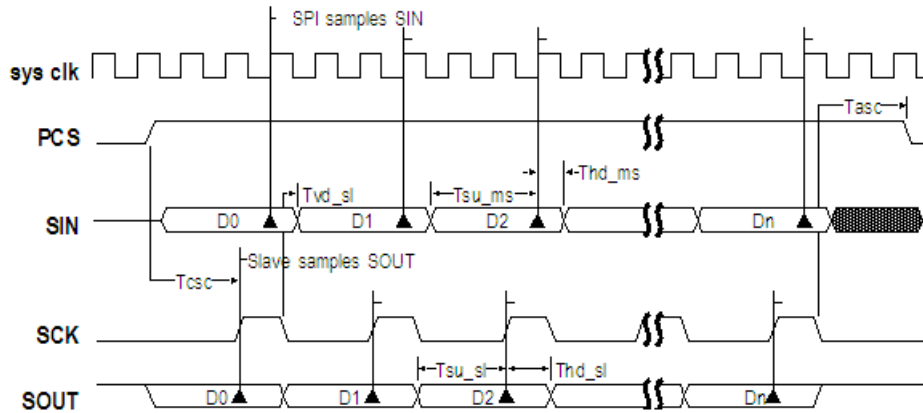 SPI samples SIN
sys clk
Tasc
PCS
Thd_ms
Tvd_sl
Tsu_ms
SIN
D0
D1
D2
Dn
Slave samples SOUT
Tcsc
SCK
Tsu_sl
Thd_sl
SOUT
D0
D1
D2
Dn